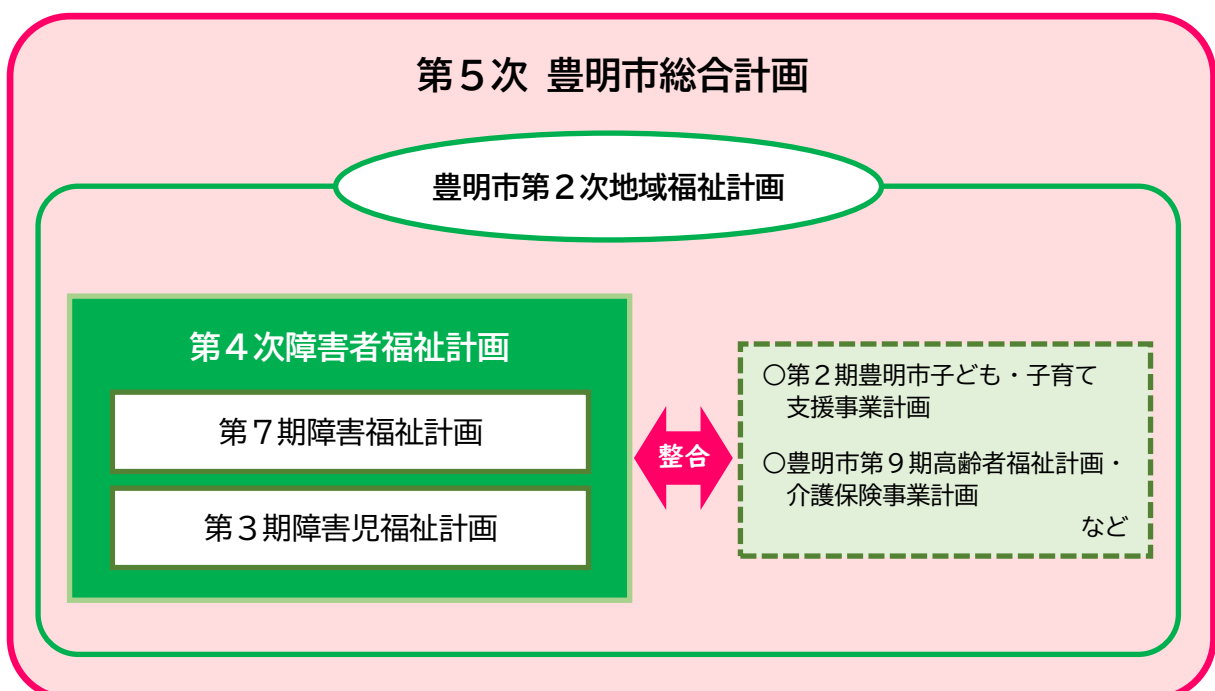 第５次 豊明市総合計画
豊明市第２次地域福祉計画
第４次障害者福祉計画
第７期障害福祉計画
第３期障害児福祉計画
整合
○第２期豊明市子ども・子育て
支援事業計画
○豊明市第９期高齢者福祉計画・
介護保険事業計画
など